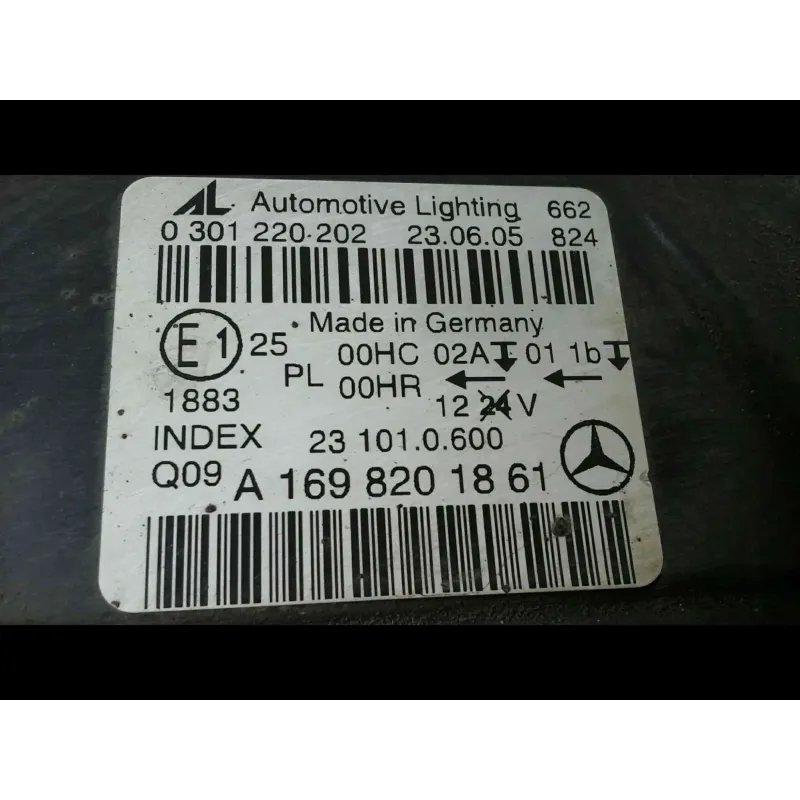 AL Automotive Lighting 662
0 301 220-202 23.06.05 824
Made in Germany
E1 25 00HC 02A 01 1b
PL 00HR ← ←
1883 12 24 V
INDEX 23 101.0.600
Q09 A 169 820 18 61